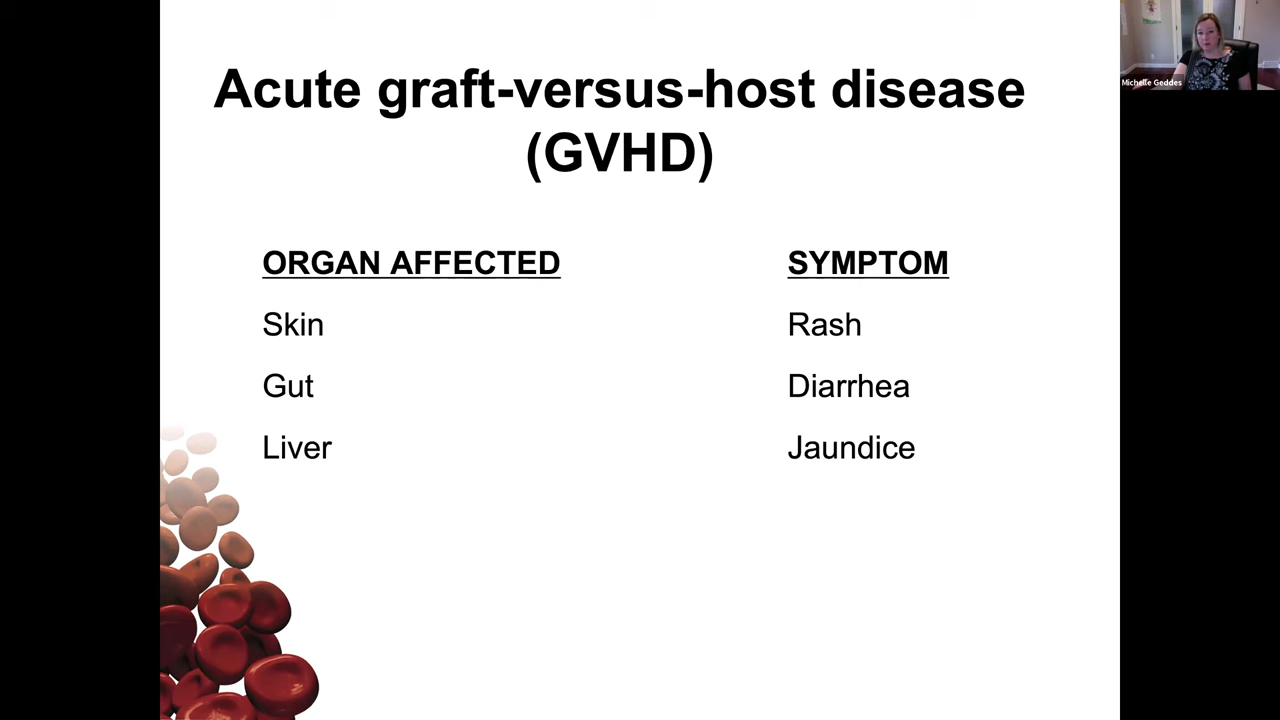 Acute graft-versus-host disease
(GVHD)
ORGAN AFFECTED SYMPTOM
Skin Rash
Gut Diarrhea
Liver Jaundice
Michelle Geddes